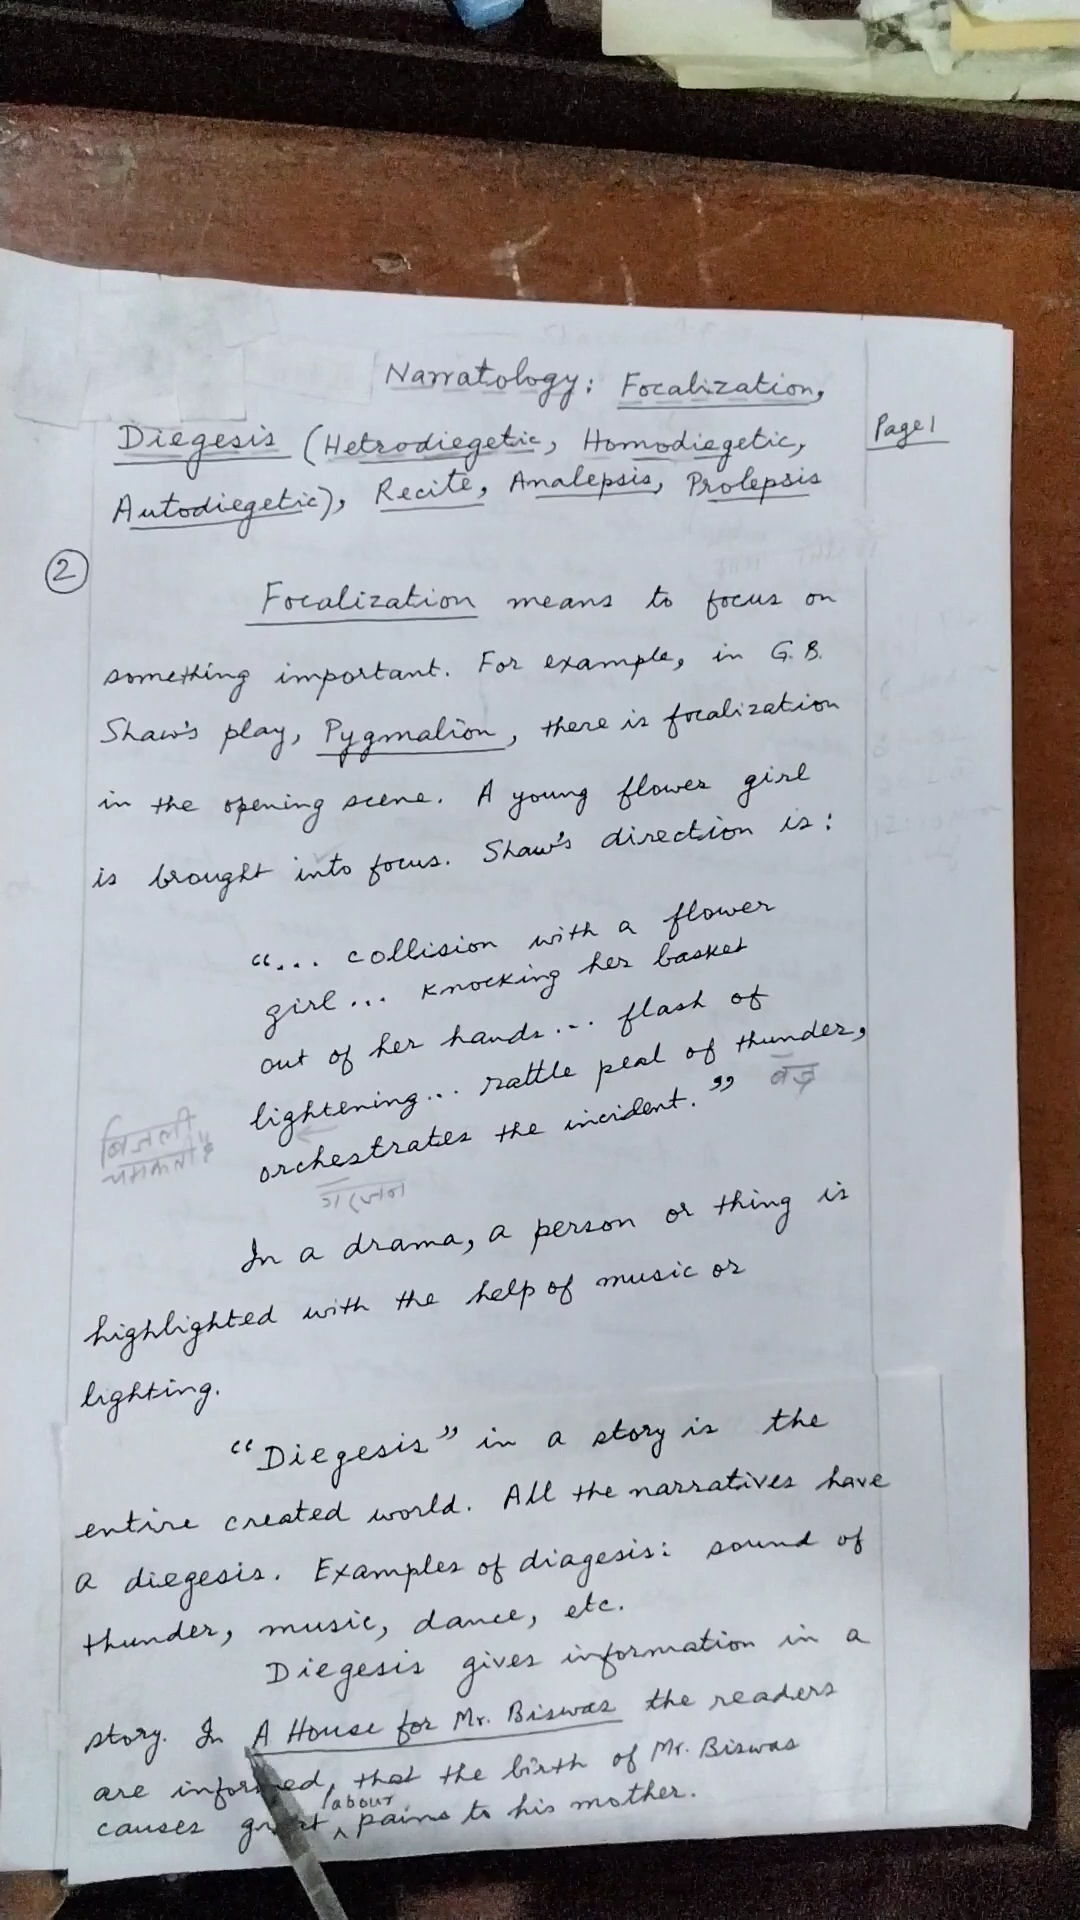 Narratology: Focalization,
Diegesis (Hetrodiegetic, Homodiegetic,
Page 1
Autodiegetic), Recite, Analepsis, Prolepsis
2
Focalization means to focus on
something important. For example, in G. B.
Shaw's play, Pygmalion, there is focalization
in the opening scene. A young flower girl
is brought into focus. Shaw's direction is:
"... collision with a flower
girl... knocking her basket
out of her hands... flash of
lightening... rattle peal of thunder,
orchestrates the incident."
बिजली
गर्जन
In a drama, a person or thing is
highlighted with the help of music or
lighting.
"Diegesis" in a story is the
entire created world. All the narratives have
a diegesis. Examples of diagesis: sound of
thunder, music, dance, etc.
Diegesis gives information in a
story. In A House for Mr. Biswas the readers
are informed, that the birth of Mr. Biswas
labour
causes great ^ pains to his mother.